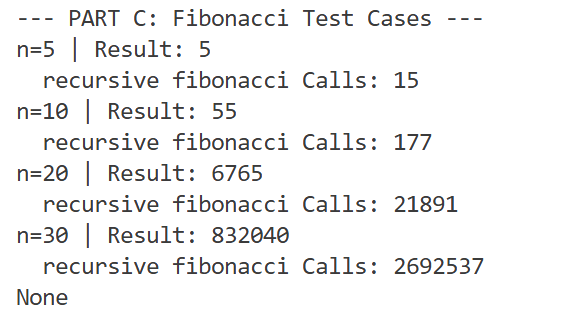 --- PART C: Fibonacci Test Cases ---
n=5 | Result: 5
  recursive fibonacci Calls: 15
n=10 | Result: 55
  recursive fibonacci Calls: 177
n=20 | Result: 6765
  recursive fibonacci Calls: 21891
n=30 | Result: 832040
  recursive fibonacci Calls: 2692537
None